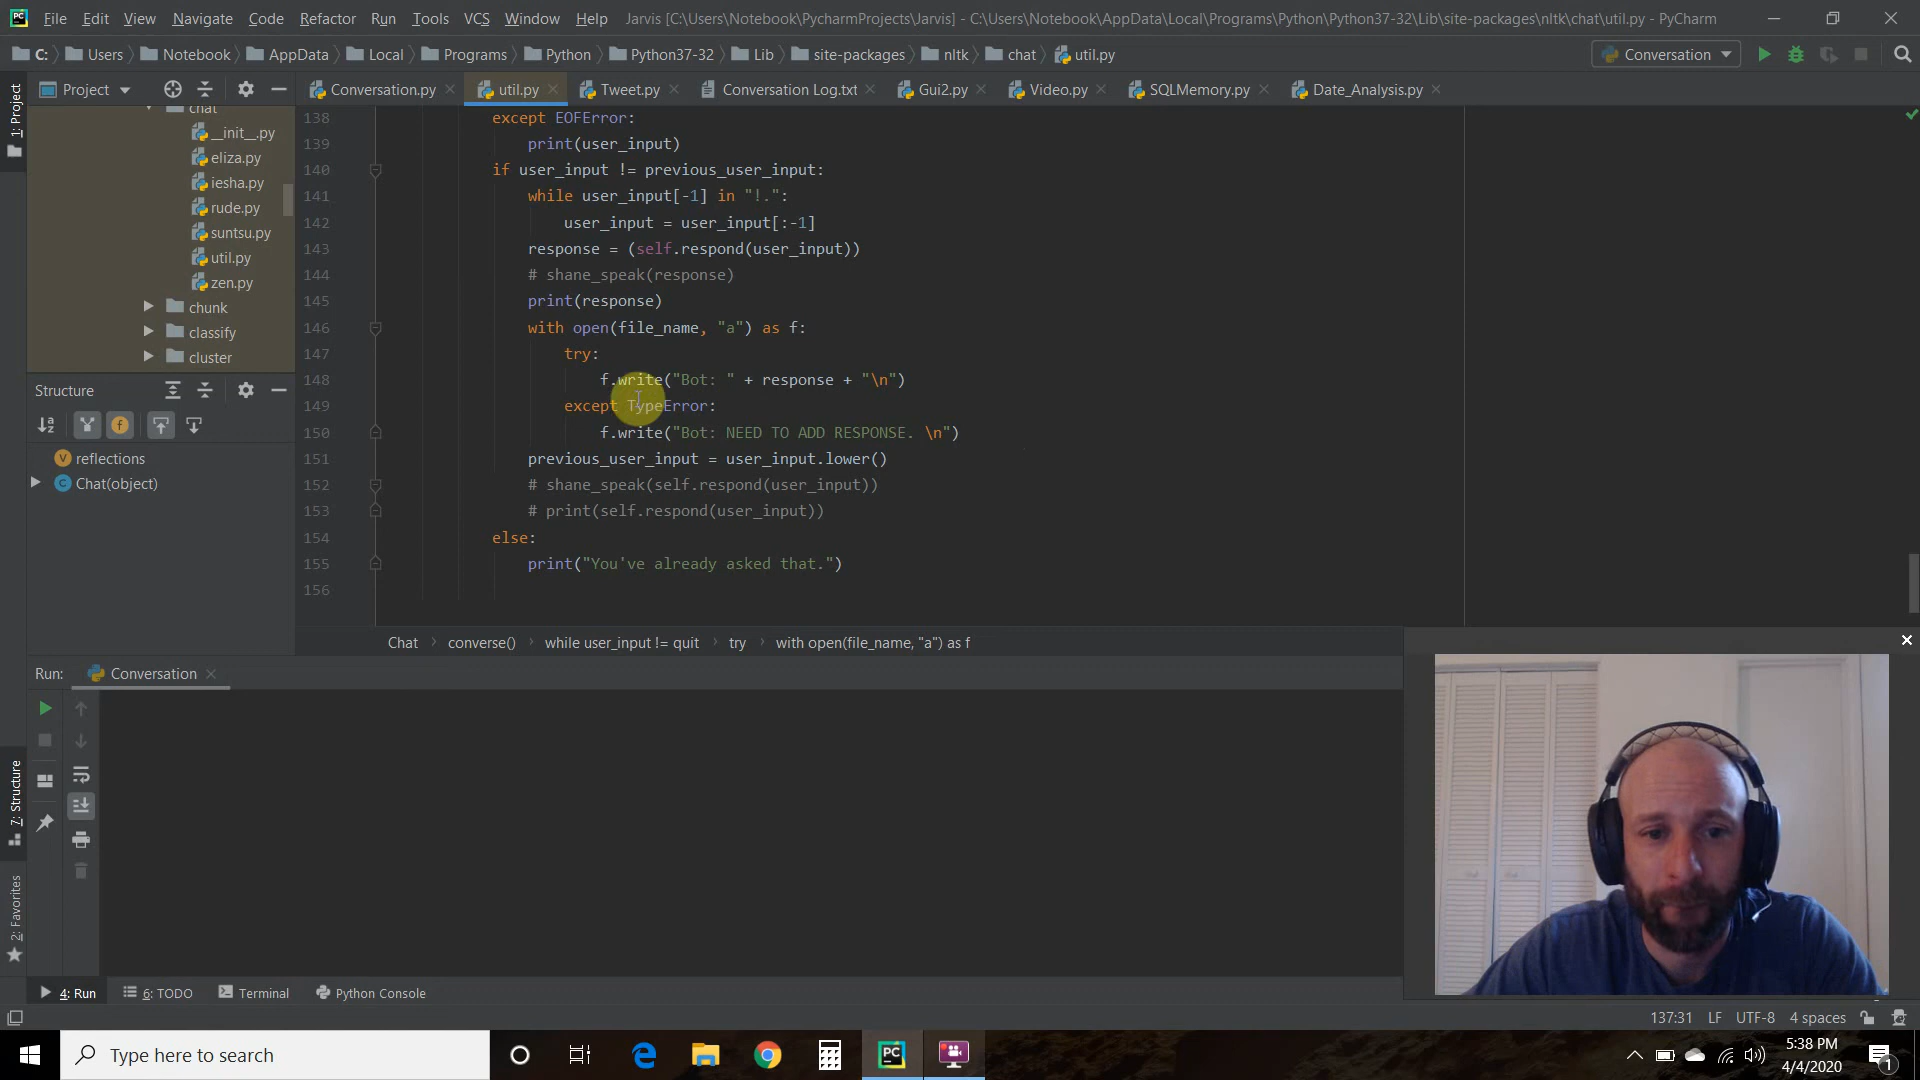 PC File Edit View Navigate Code Refactor Run Tools VCS Window Help Jarvis [C:\Users\Notebook\PycharmProjects\Jarvis] - C:\Users\Notebook\AppData\Local\Programs\Python\Python37-32\Lib\site-packages\nltk\chat\util.py - PyCharm
C: Users Notebook AppData Local Programs Python Python37-32 Lib site-packages nltk chat util.py Conversation
1: Project
Project
Conversation.py util.py Tweet.py Conversation Log.txt Gui2.py Video.py SQLMemory.py Date_Analysis.py
chat
__init__.py
eliza.py
iesha.py
rude.py
suntsu.py
util.py
zen.py
chunk
classify
cluster
Structure
reflections
Chat(object)
138 except EOFError:
139 print(user_input)
140 if user_input != previous_user_input:
141 while user_input[-1] in "!.":
142 user_input = user_input[:-1]
143 response = (self.respond(user_input))
144 # shane_speak(response)
145 print(response)
146 with open(file_name, "a") as f:
147 try:
148 f.write("Bot: " + response + "\n")
149 except TypeError:
150 f.write("Bot: NEED TO ADD RESPONSE. \n")
151 previous_user_input = user_input.lower()
152 # shane_speak(self.respond(user_input))
153 # print(self.respond(user_input))
154 else:
155 print("You've already asked that.")
156
Chat converse() while user_input != quit try with open(file_name, "a") as f
Run: Conversation
7: Structure
2: Favorites
4: Run 6: TODO Terminal Python Console
137:31 LF UTF-8 4 spaces
Type here to search
PC
5:38 PM
4/4/2020
1